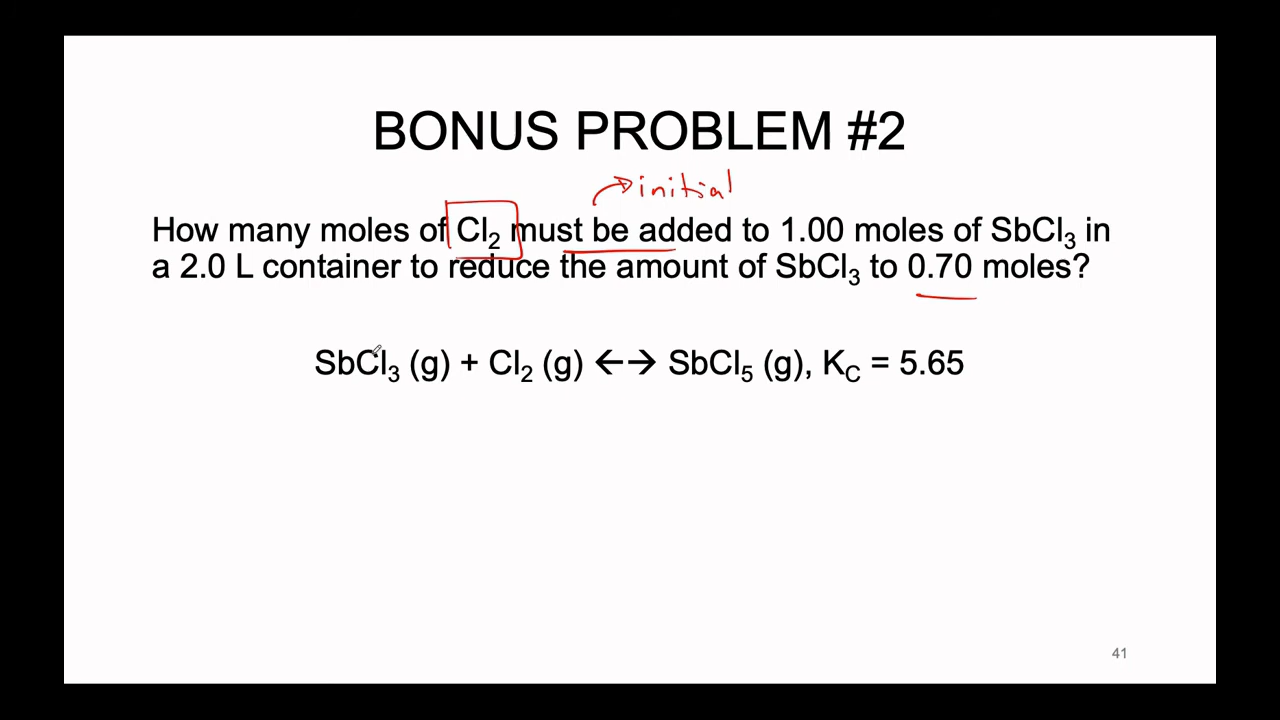 BONUS PROBLEM #2
initial
How many moles of Cl₂ must be added to 1.00 moles of SbCl₃ in
a 2.0 L container to reduce the amount of SbCl₃ to 0.70 moles?
SbCl₃ (g) + Cl₂ (g) ←→ SbCl₅ (g), K꜀ = 5.65
41